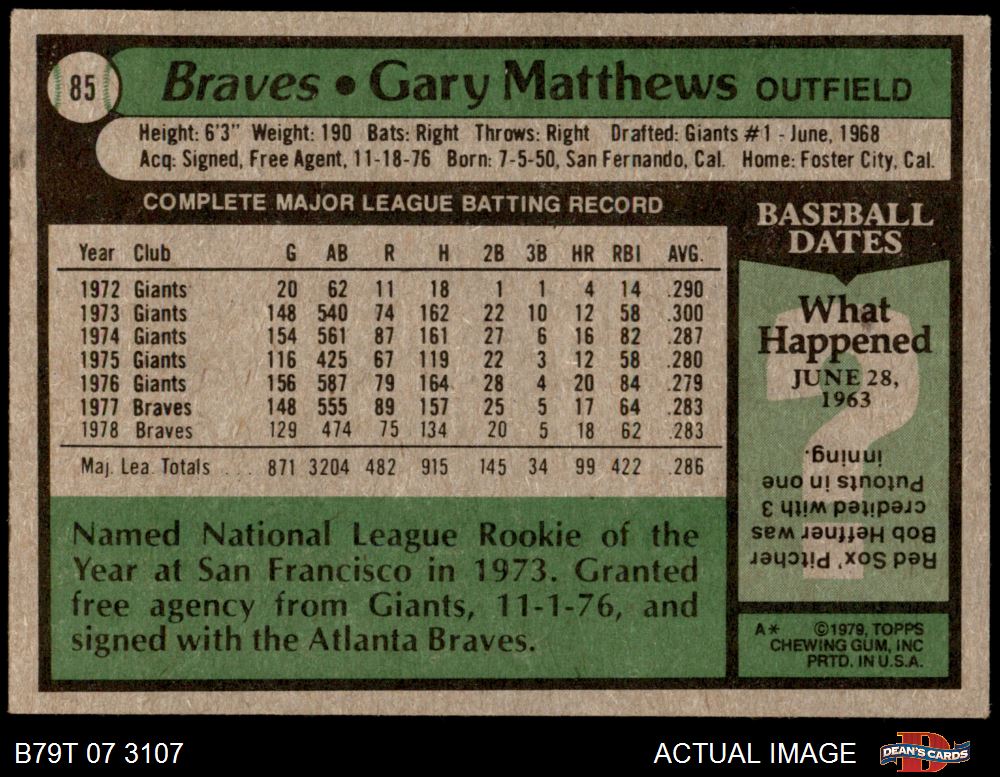 85
Braves • Gary Matthews OUTFIELD
Height: 6'3" Weight: 190 Bats: Right Throws: Right Drafted: Giants #1 - June, 1968
Acq: Signed, Free Agent, 11-18-76 Born: 7-5-50, San Fernando, Cal. Home: Foster City, Cal.
COMPLETE MAJOR LEAGUE BATTING RECORD
Year Club G AB R H 2B 3B HR RBI AVG.
1972 Giants 20 62 11 18 1 1 4 14 .290
1973 Giants 148 540 74 162 22 10 12 58 .300
1974 Giants 154 561 87 161 27 6 16 82 .287
1975 Giants 116 425 67 119 22 3 12 58 .280
1976 Giants 156 587 79 164 28 4 20 84 .279
1977 Braves 148 555 89 157 25 5 17 64 .283
1978 Braves 129 474 75 134 20 5 18 62 .283
Maj. Lea. Totals ... 871 3204 482 915 145 34 99 422 .286
Named National League Rookie of the
Year at San Francisco in 1973. Granted
free agency from Giants, 11-1-76, and
signed with the Atlanta Braves.
BASEBALL
DATES
What
Happened
JUNE 28,
1963
Red Sox' Pitcher
Bob Heffner was
credited with 3
Putouts in one
inning.
A* ©1979, TOPPS
CHEWING GUM, INC
PRTD. IN U.S.A.
B79T 07 3107
ACTUAL IMAGE
DEAN'S CARDS